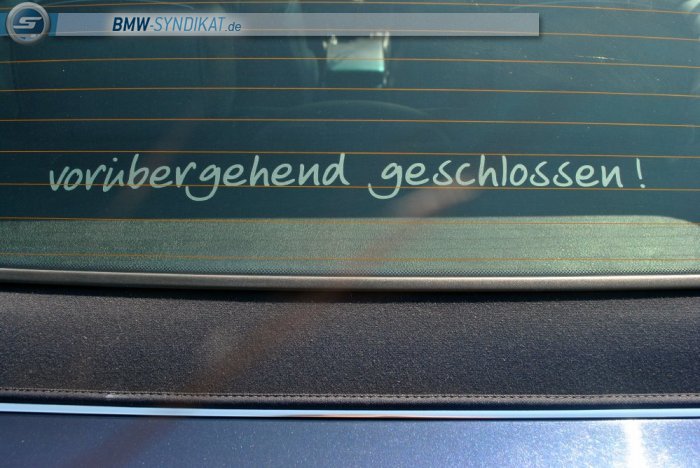 BMW-SYNDIKAT.de
vorübergehend geschlossen!